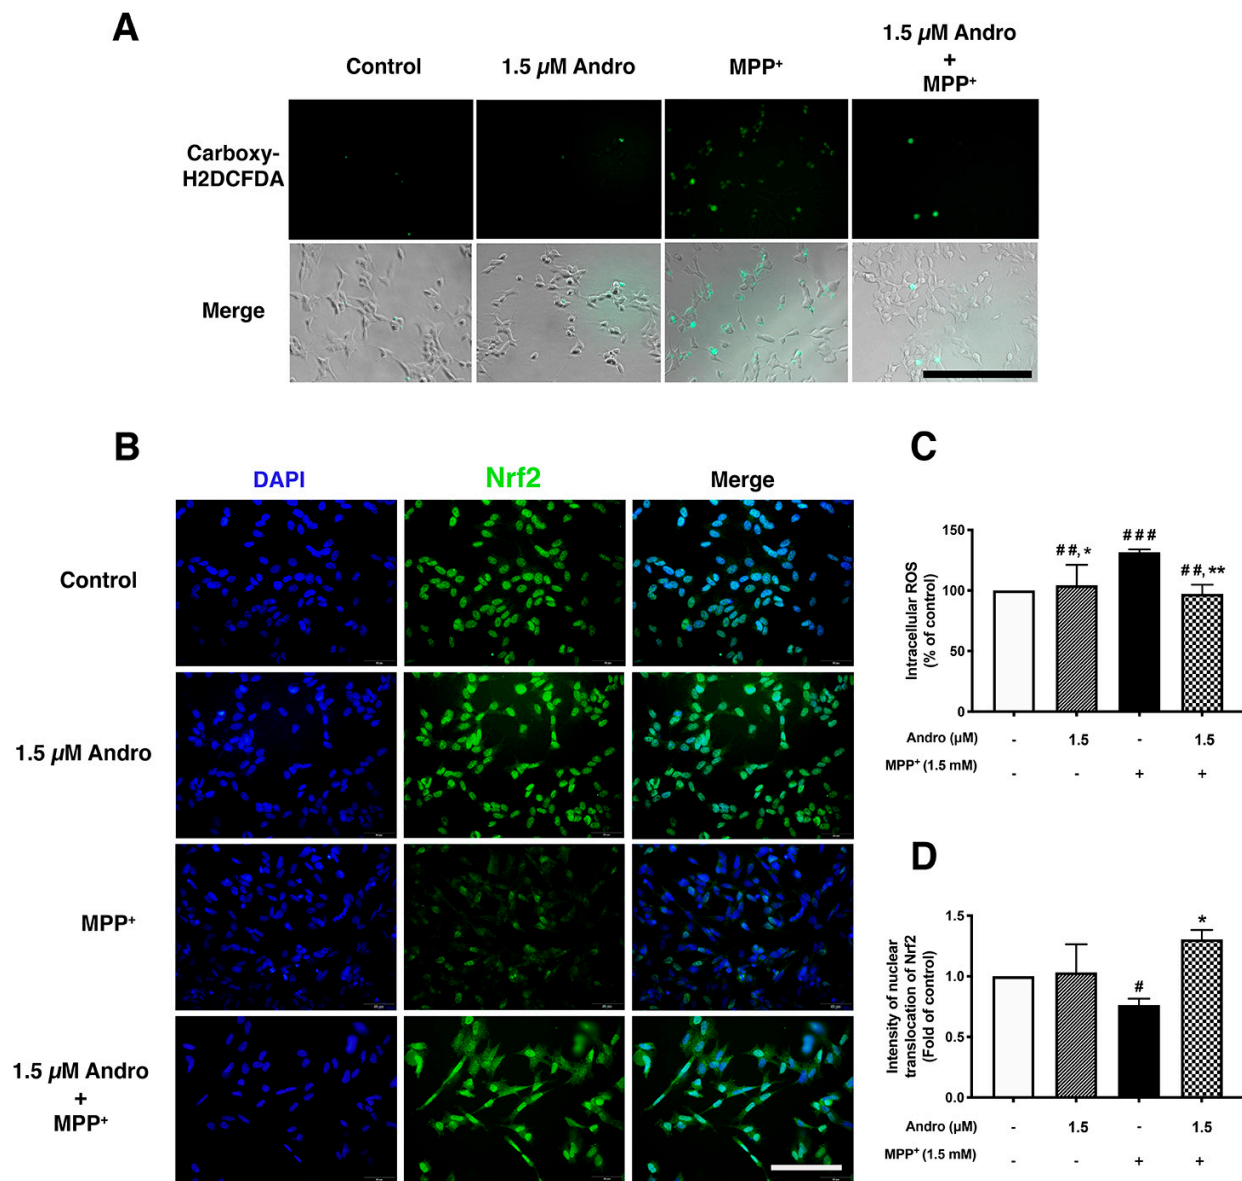 A
Control
1.5 µM Andro
MPP⁺
1.5 µM Andro
+
MPP⁺
Carboxy-
H2DCFDA
Merge
B
DAPI
Nrf2
Merge
Control
1.5 µM Andro
MPP⁺
1.5 µM Andro
+
MPP⁺
C
Intracellular ROS
(% of control)
150
100
50
0
##,*
###
##,**
Andro (µM)
- 1.5 - 1.5
MPP⁺ (1.5 mM)
- - + +
D
Intensity of nuclear
translocation of Nrf2
(Fold of control)
1.5
1.0
0.5
0.0
#
*
Andro (µM)
- 1.5 - 1.5
MPP⁺ (1.5 mM)
- - + +